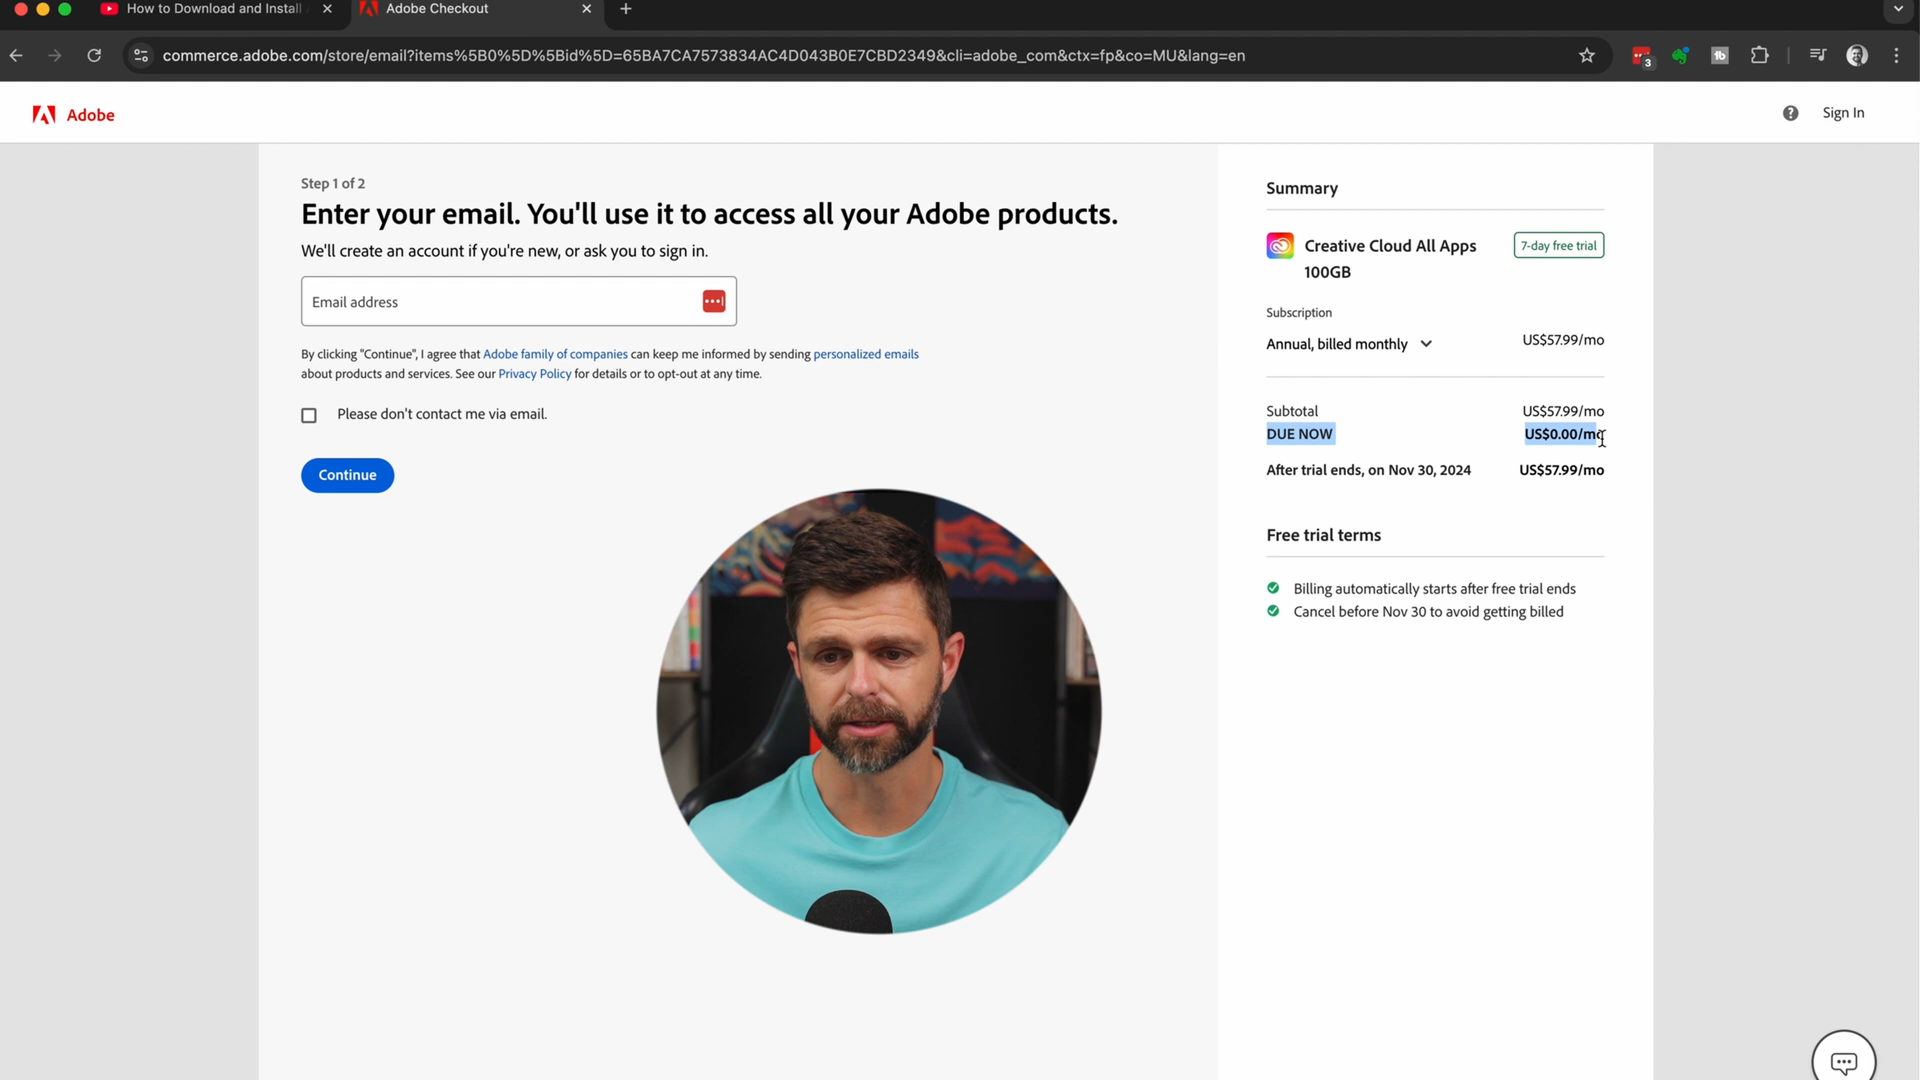 How to Download and Install
Adobe Checkout
commerce.adobe.com/store/email?items%5B0%5D%5Bid%5D=65BA7CA7573834AC4D043B0E7CBD2349&cli=adobe_com&ctx=fp&co=MU&lang=en
3
Adobe
Sign In
Step 1 of 2
Enter your email. You'll use it to access all your Adobe products.
We'll create an account if you're new, or ask you to sign in.
Email address
By clicking "Continue", I agree that Adobe family of companies can keep me informed by sending personalized emails
about products and services. See our Privacy Policy for details or to opt-out at any time.
Please don't contact me via email.
Continue
Summary
Creative Cloud All Apps
100GB
7-day free trial
Subscription
Annual, billed monthly
US$57.99/mo
Subtotal US$57.99/mo
DUE NOW US$0.00/mo
After trial ends, on Nov 30, 2024 US$57.99/mo
Free trial terms
Billing automatically starts after free trial ends
Cancel before Nov 30 to avoid getting billed